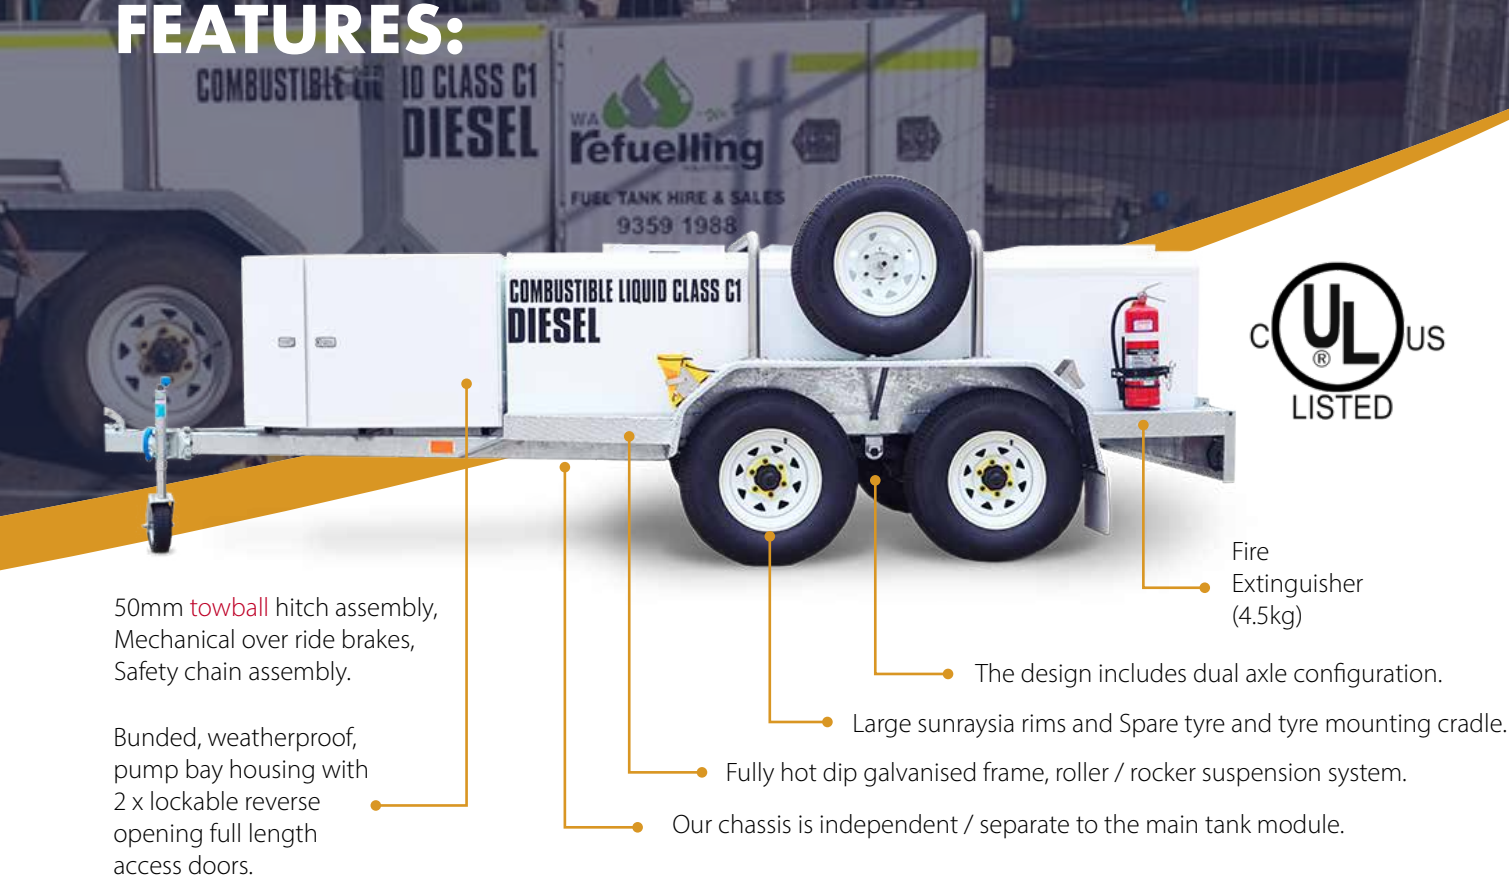 FEATURES:
COMBUSTIBLE LIQUID CLASS C1
DIESEL
WA
refuelling
FUEL TANK HIRE & SALES
9359 1988
COMBUSTIBLE LIQUID CLASS C1
DIESEL
C UL US
®
LISTED
Fire
Extinguisher
(4.5kg)
50mm towball hitch assembly,
Mechanical over ride brakes,
Safety chain assembly.
The design includes dual axle configuration.
Large sunraysia rims and Spare tyre and tyre mounting cradle.
Bunded, weatherproof,
pump bay housing with
2 x lockable reverse
opening full length
access doors.
Fully hot dip galvanised frame, roller / rocker suspension system.
Our chassis is independent / separate to the main tank module.